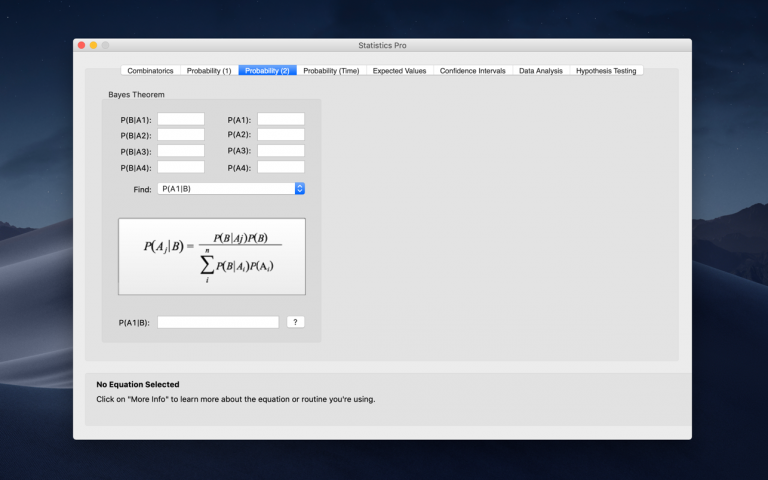 Statistics Pro
Combinatorics Probability (1) Probability (2) Probability (Time) Expected Values Confidence Intervals Data Analysis Hypothesis Testing
Bayes Theorem
P(B|A1): P(A1):
P(B|A2): P(A2):
P(B|A3): P(A3):
P(B|A4): P(A4):
Find: P(A1|B)
P(A_j|B) = P(B|Aj)P(B)
n
∑ P(B|A_i)P(A_i)
i
P(A1|B): ?
No Equation Selected
Click on "More Info" to learn more about the equation or routine you're using.